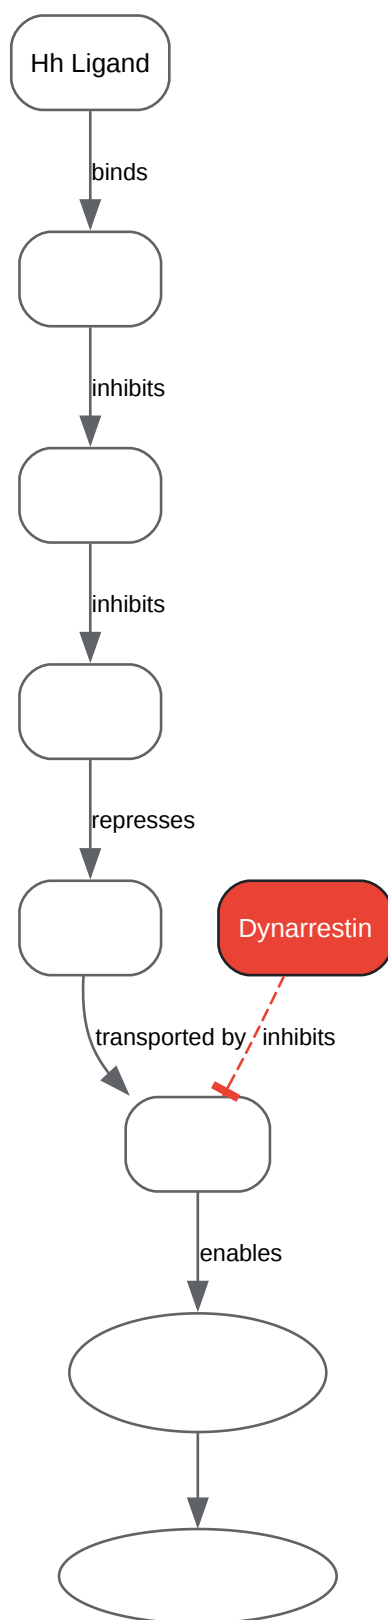 Hh Ligand
binds
inhibits
inhibits
represses
Dynarrestin
transported by
inhibits
enables